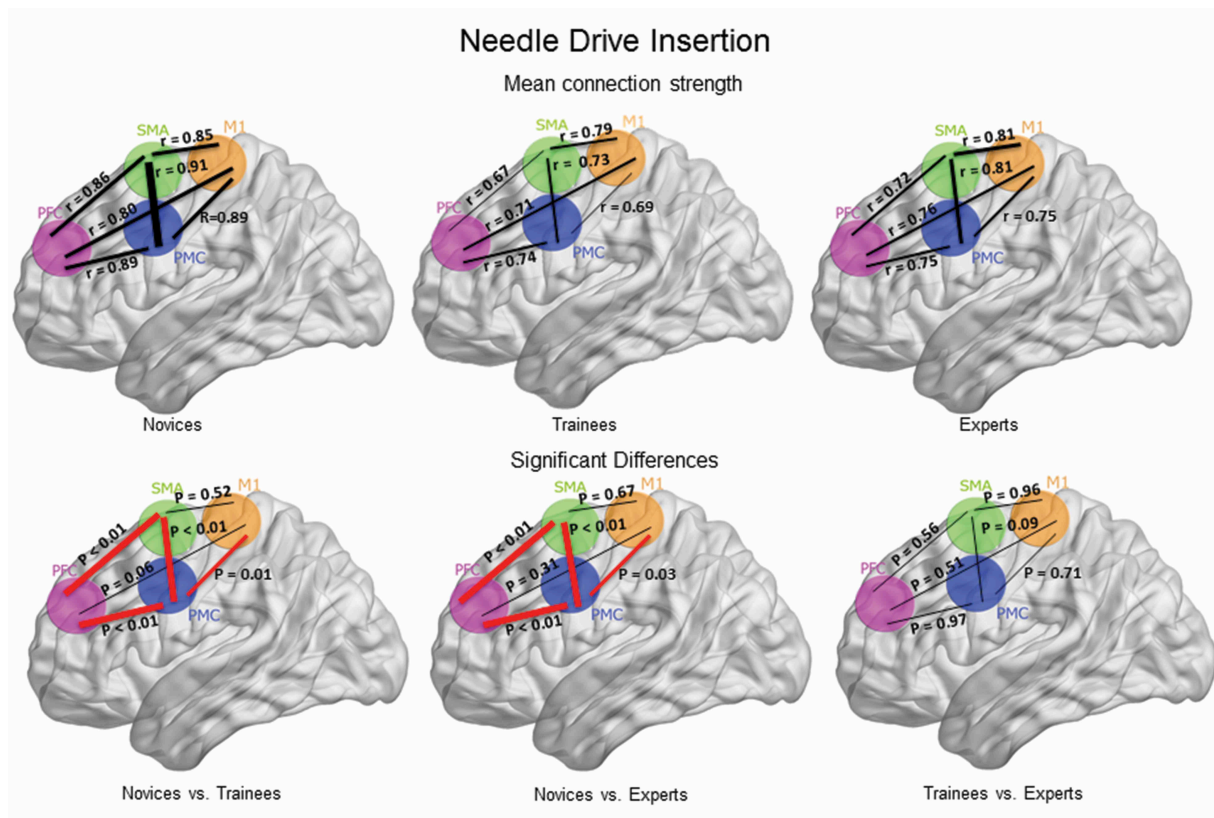 Needle Drive Insertion
Mean connection strength
SMA
M1
r = 0.85
r = 0.91
r = 0.86
PFC
r = 0.80
R=0.89
r = 0.89
PMC
Novices
SMA
M1
r = 0.79
r = 0.73
r = 0.67
PFC
r = 0.71
r = 0.69
r = 0.74
PMC
Trainees
SMA
M1
r = 0.81
r = 0.81
r = 0.72
PFC
r = 0.76
r = 0.75
r = 0.75
PMC
Experts
Significant Differences
SMA
M1
P = 0.52
P < 0.01
P < 0.01
PFC
P = 0.06
P = 0.01
P < 0.01
PMC
Novices vs. Trainees
SMA
M1
P = 0.67
P < 0.01
P < 0.01
PFC
P = 0.31
P = 0.03
P < 0.01
PMC
Novices vs. Experts
SMA
M1
P = 0.96
P = 0.09
P = 0.56
PFC
P = 0.51
P = 0.71
P = 0.97
PMC
Trainees vs. Experts